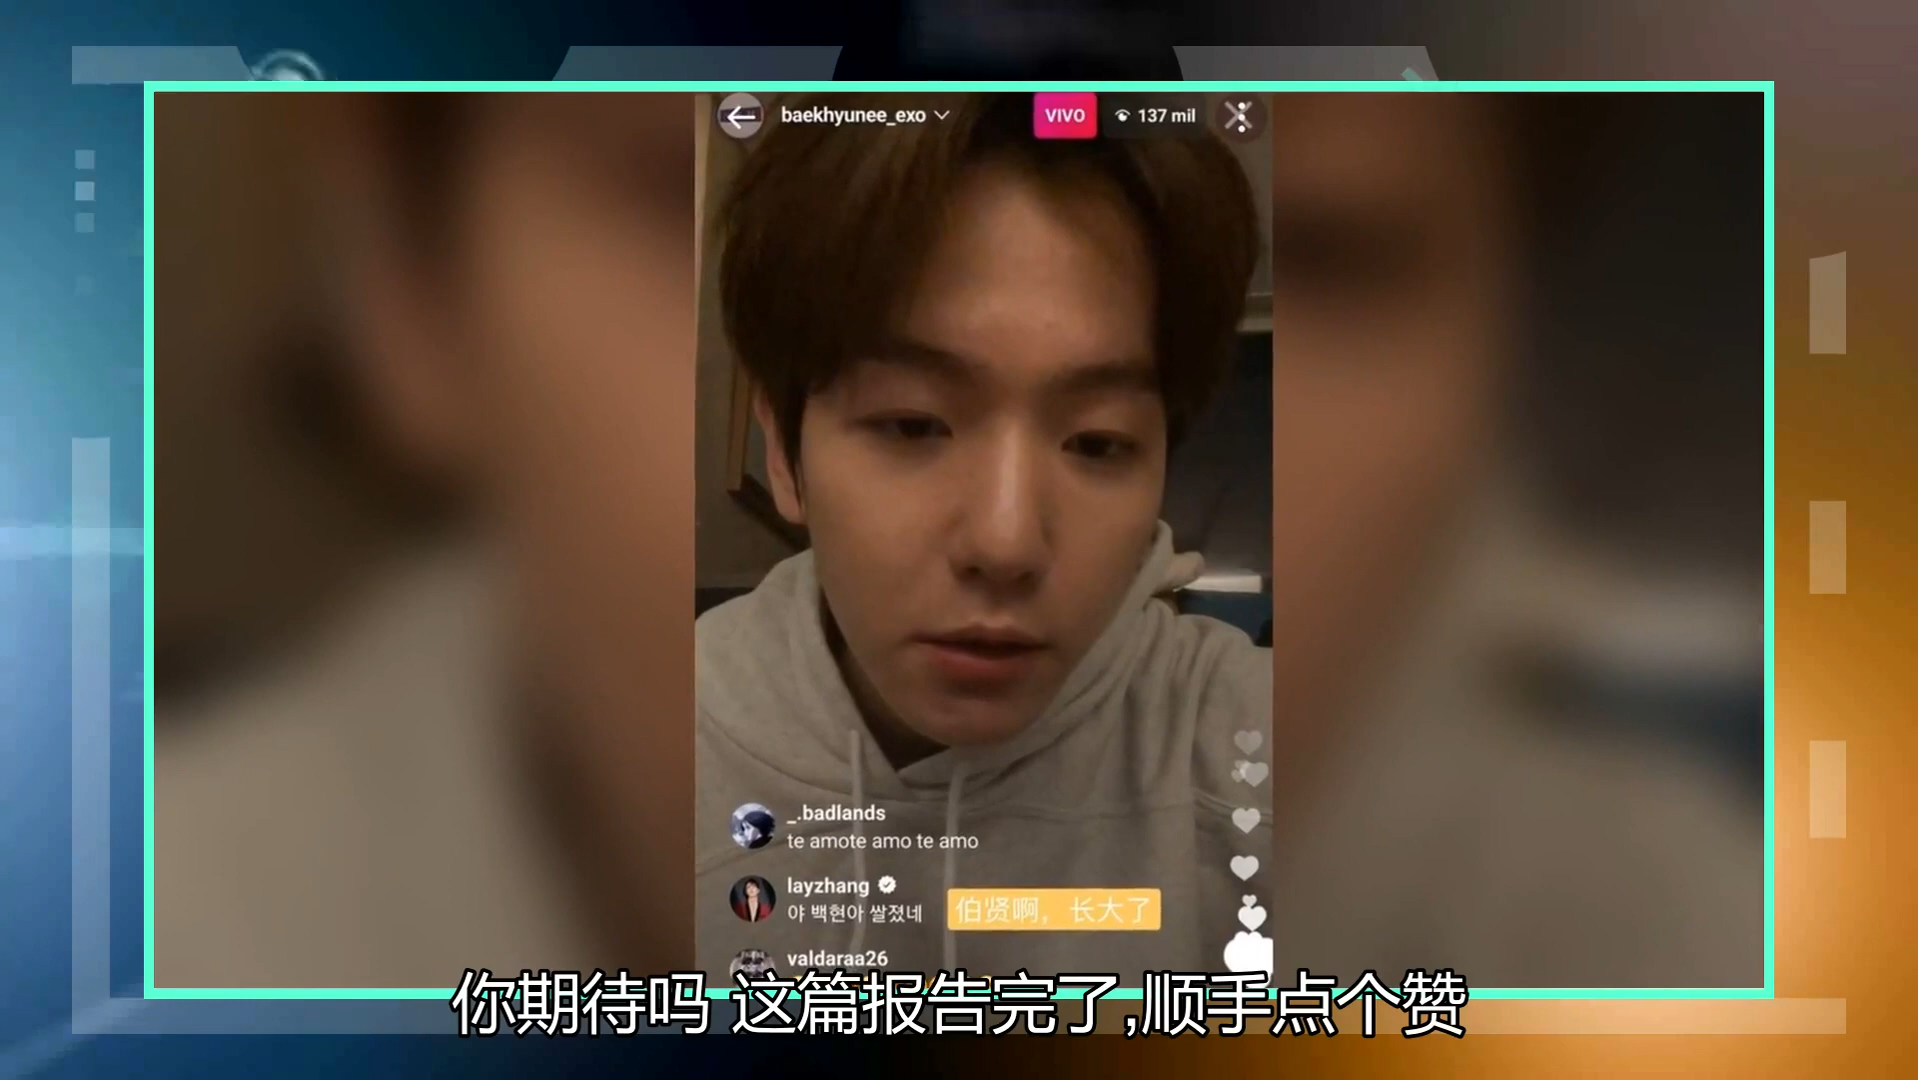 baekhyunee_exo
VIVO
137 mil
_.badlands
te amote amo te amo
layzhang
야 백현아 쌀졌네
伯贤啊，长大了
valdaraa26
你期待吗 这篇报告完了,顺手点个赞